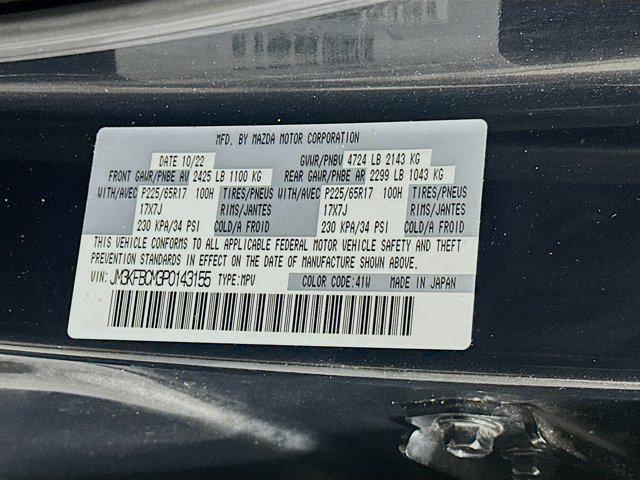 MFD. BY MAZDA MOTOR CORPORATION
DATE 10/22 GVWR/PNBV 4724 LB 2143 KG
FRONT GAWR/PNBE AV 2425 LB 1100 KG REAR GAWR/PNBE AR 2299 LB 1043 KG
WITH/AVEC P225/65R17 100H TIRES/PNEUS WITH/AVEC P225/65R17 100H TIRES/PNEUS
17X7J RIMS/JANTES 17X7J RIMS/JANTES
230 KPA/34 PSI COLD/A FROID 230 KPA/34 PSI COLD/A FROID
THIS VEHICLE CONFORMS TO ALL APPLICABLE FEDERAL MOTOR VEHICLE SAFETY AND THEFT
PREVENTION STANDARDS IN EFFECT ON THE DATE OF MANUFACTURE SHOWN ABOVE.
VIN: JM3KFBCM3P0143155 TYPE:MPV COLOR CODE:41W MADE IN JAPAN